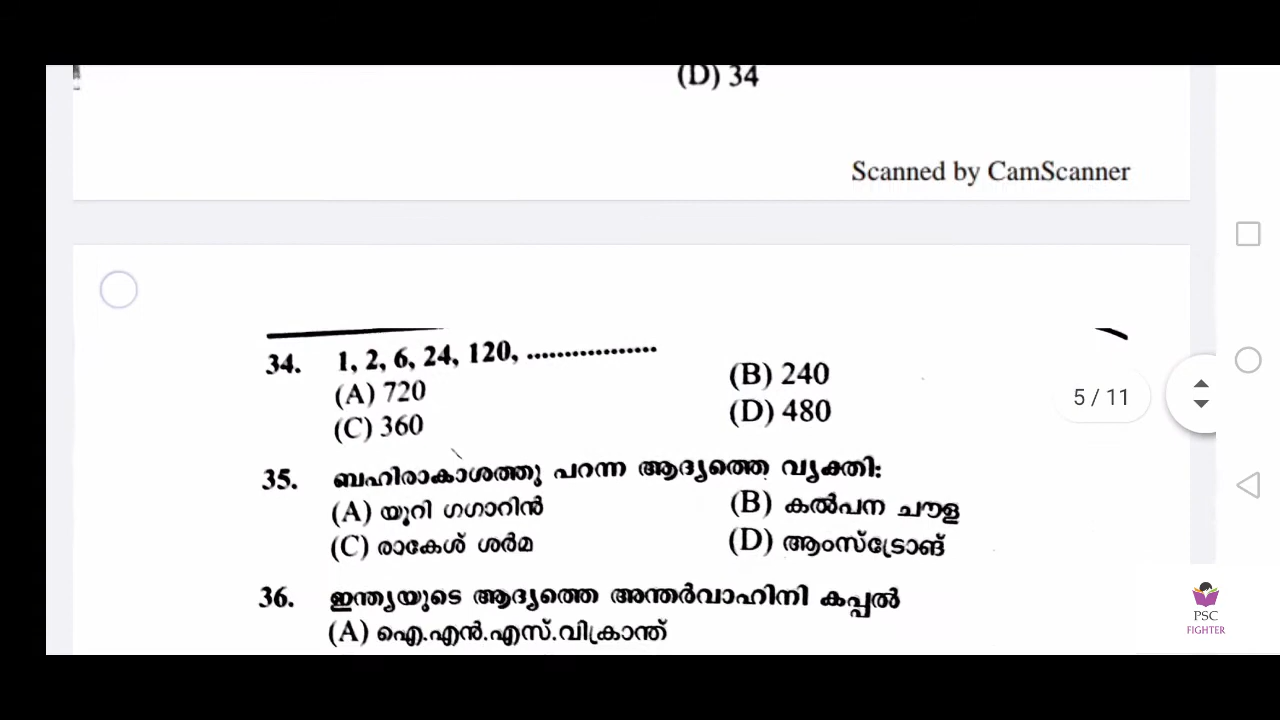 (D) 34
Scanned by CamScanner
34. 1, 2, 6, 24, 120, .................
(A) 720 (B) 240
(C) 360 (D) 480
5 / 11
35. ബഹിരാകാശത്തു പറന്ന ആദ്യത്തെ വ്യക്തി:
(A) യൂറി ഗഗാറിൻ (B) കൽപന ചൗള
(C) രാകേശ് ശർമ (D) ആംസ്ട്രോങ്
36. ഇന്ത്യയുടെ ആദ്യത്തെ അന്തർവാഹിനി കപ്പൽ
(A) ഐ.എൻ.എസ്.വിക്രാന്ത്
PSC
FIGHTER